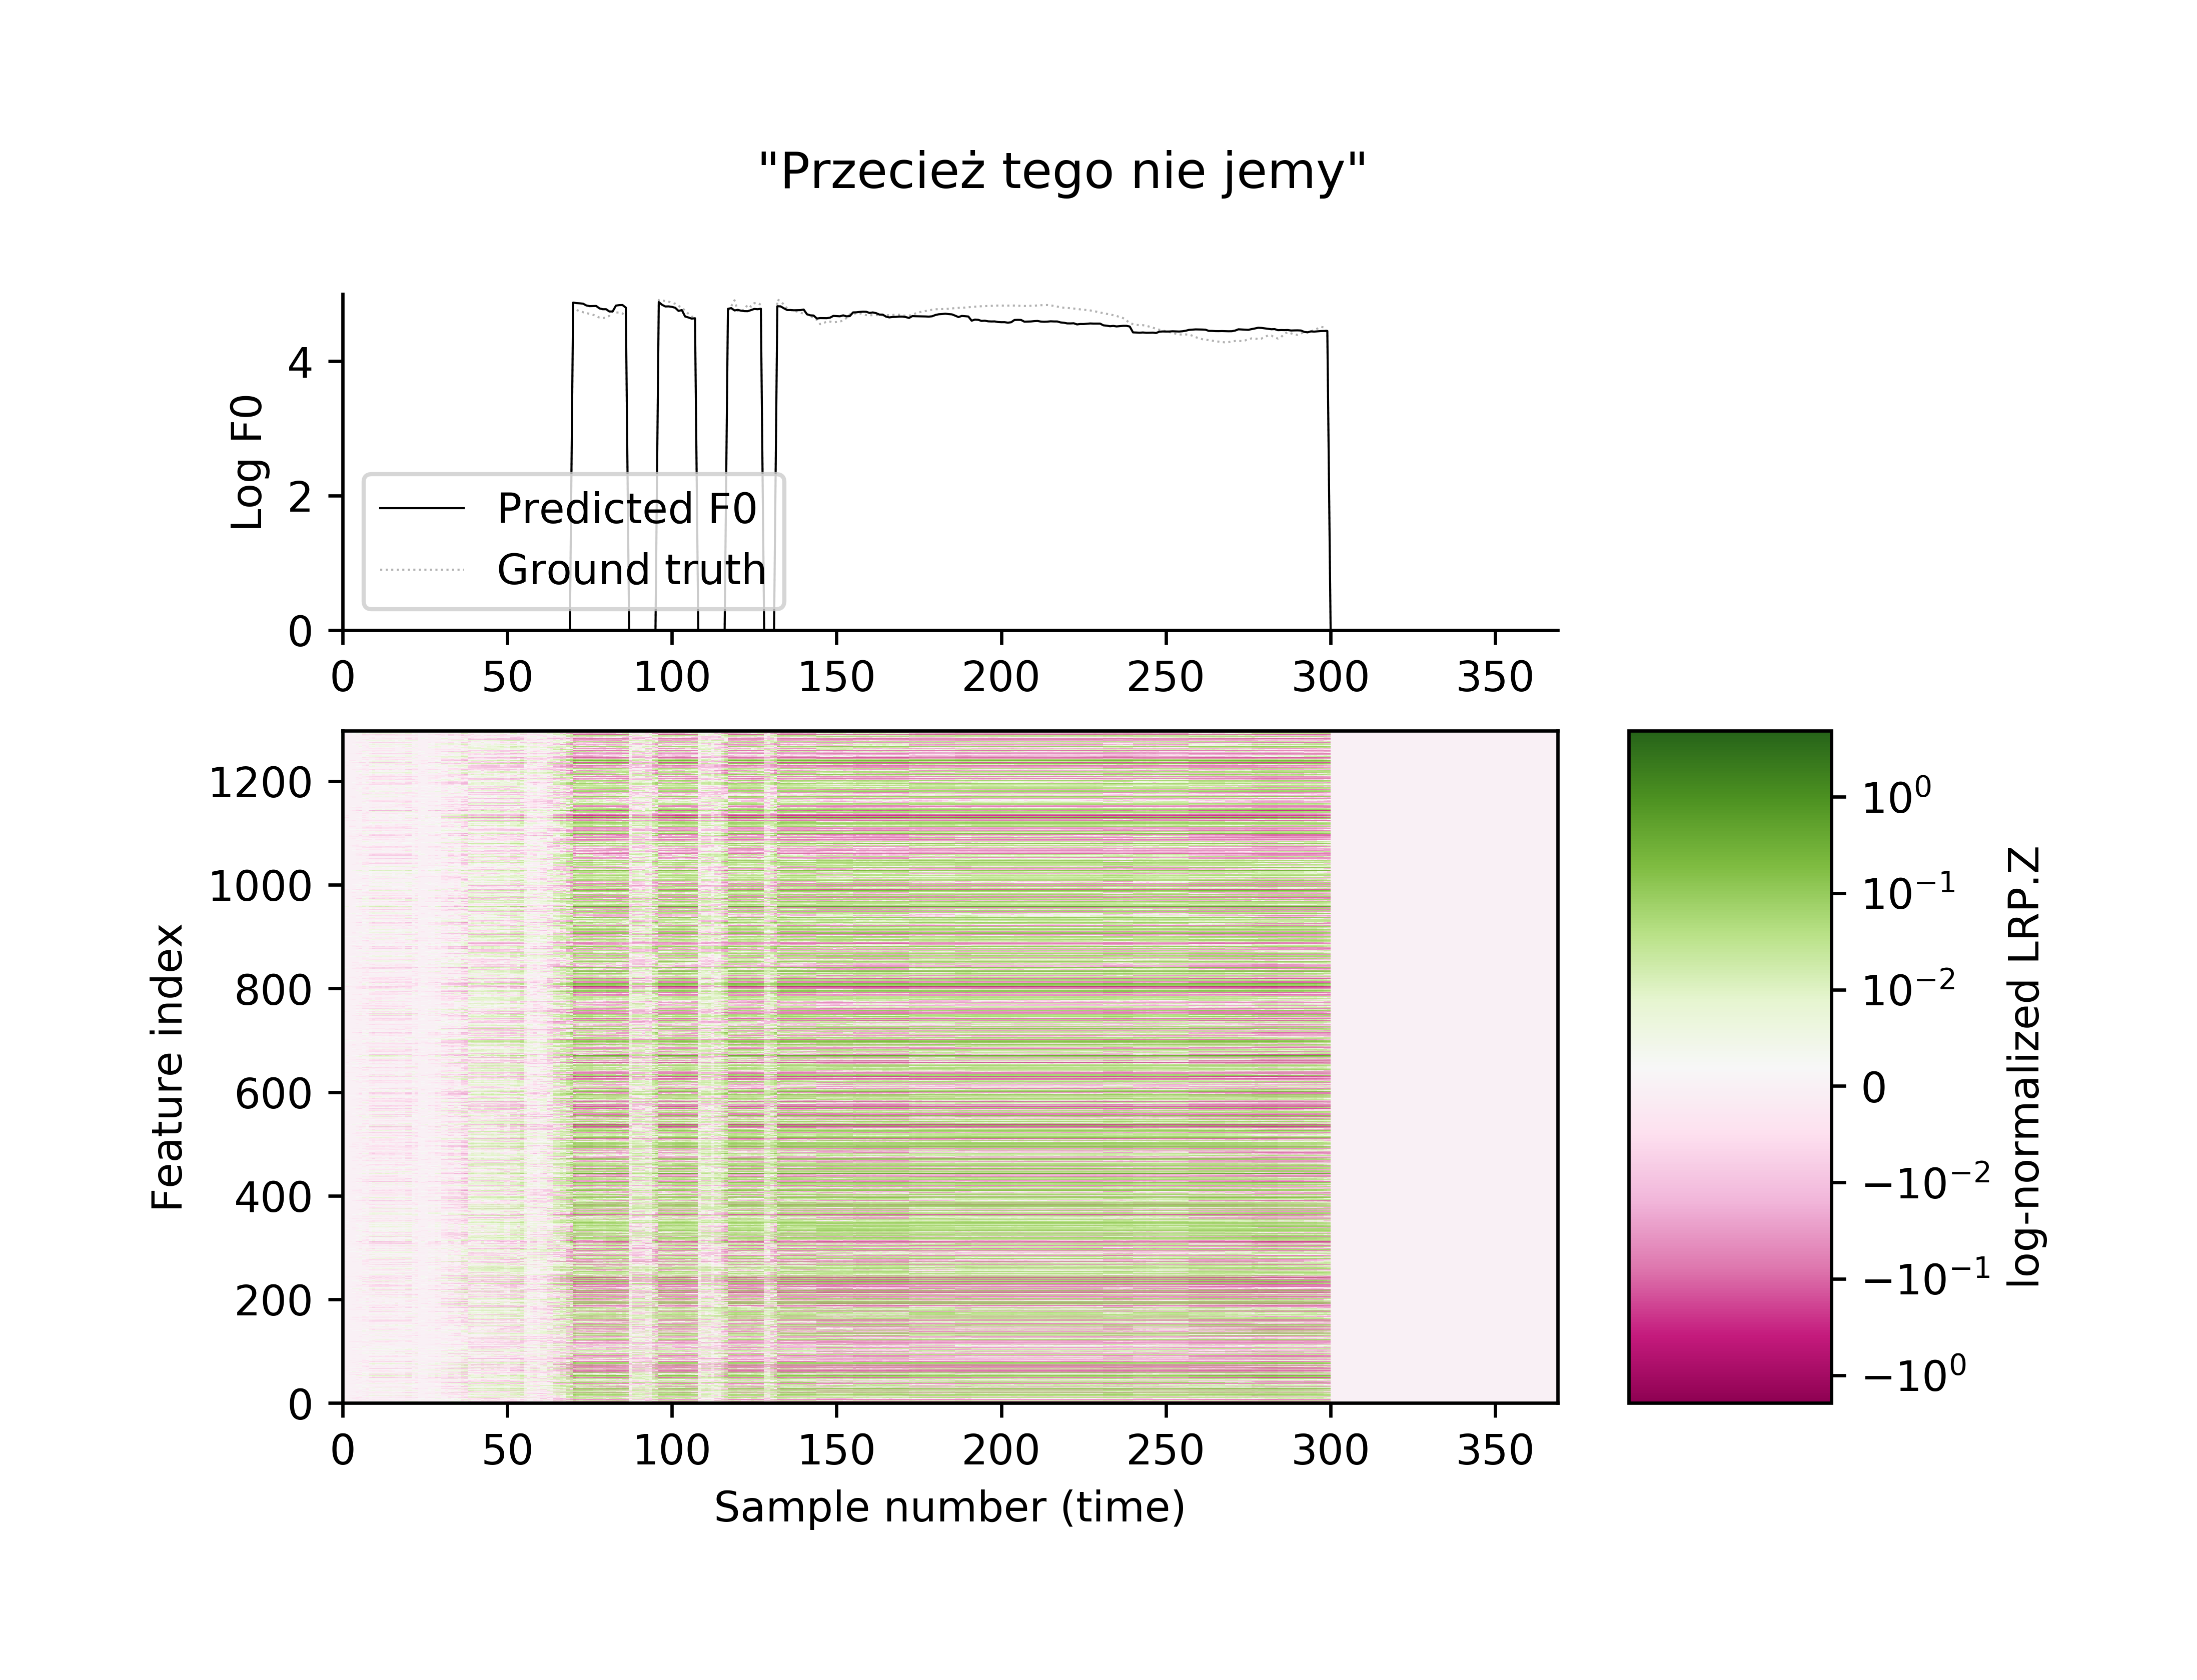 "Przecież tego nie jemy"
Log F0
4
2
0
Predicted F0
Ground truth
0 50 100 150 200 250 300 350
Feature index
1200
1000
800
600
400
200
0
0 50 100 150 200 250 300 350
Sample number (time)
10⁰
10⁻¹
10⁻²
0
−10⁻²
−10⁻¹
−10⁰
log-normalized LRP.Z